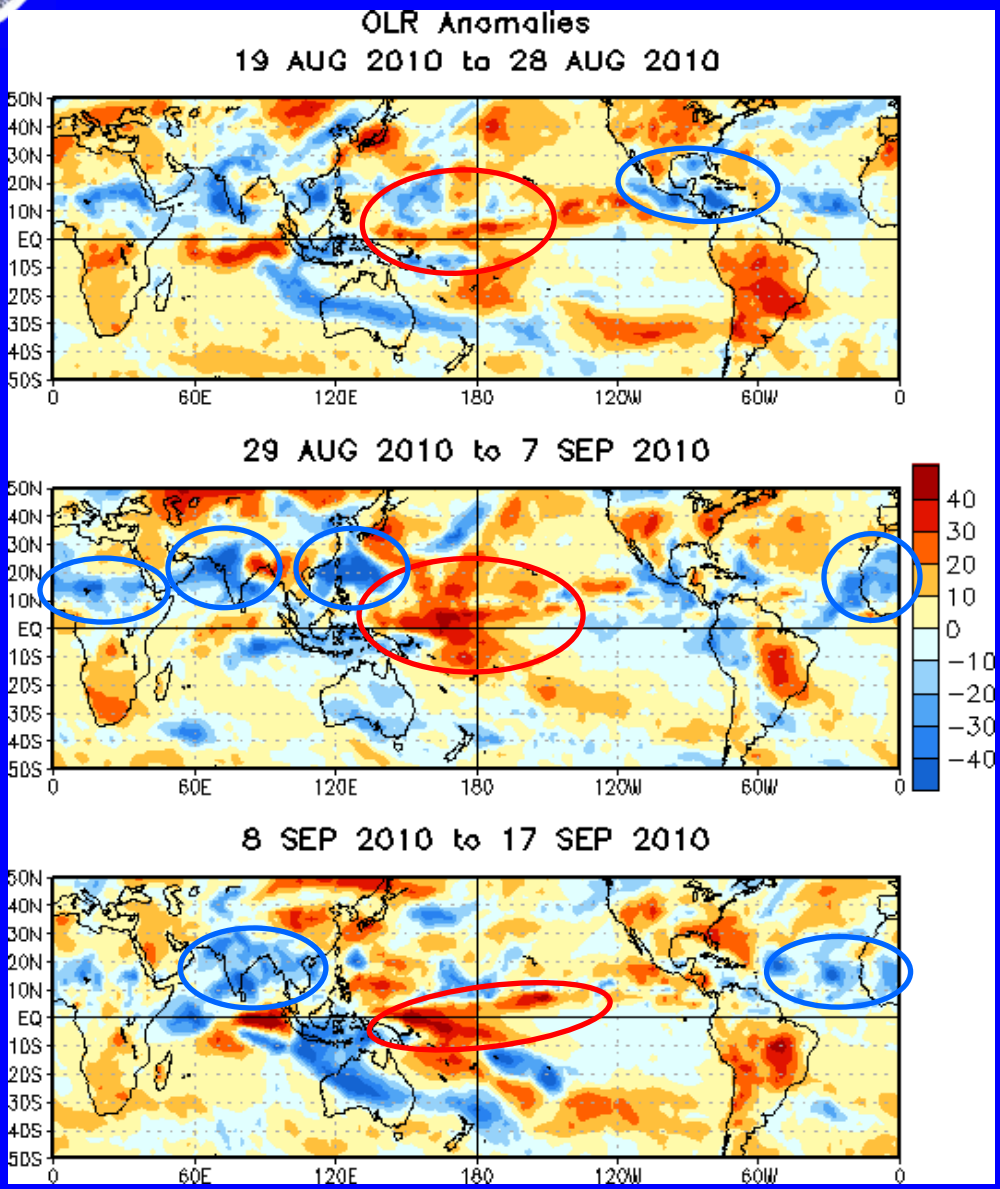 OLR Anomalies
19 AUG 2010 to 28 AUG 2010
50N
40N
30N
20N
10N
EQ
10S
20S
30S
40S
50S
0 60E 120E 180 120W 60W 0
29 AUG 2010 to 7 SEP 2010
50N
40N
30N
20N
10N
EQ
10S
20S
30S
40S
50S
0 60E 120E 180 120W 60W 0
40
30
20
10
0
-10
-20
-30
-40
8 SEP 2010 to 17 SEP 2010
50N
40N
30N
20N
10N
EQ
10S
20S
30S
40S
50S
0 60E 120E 180 120W 60W 0